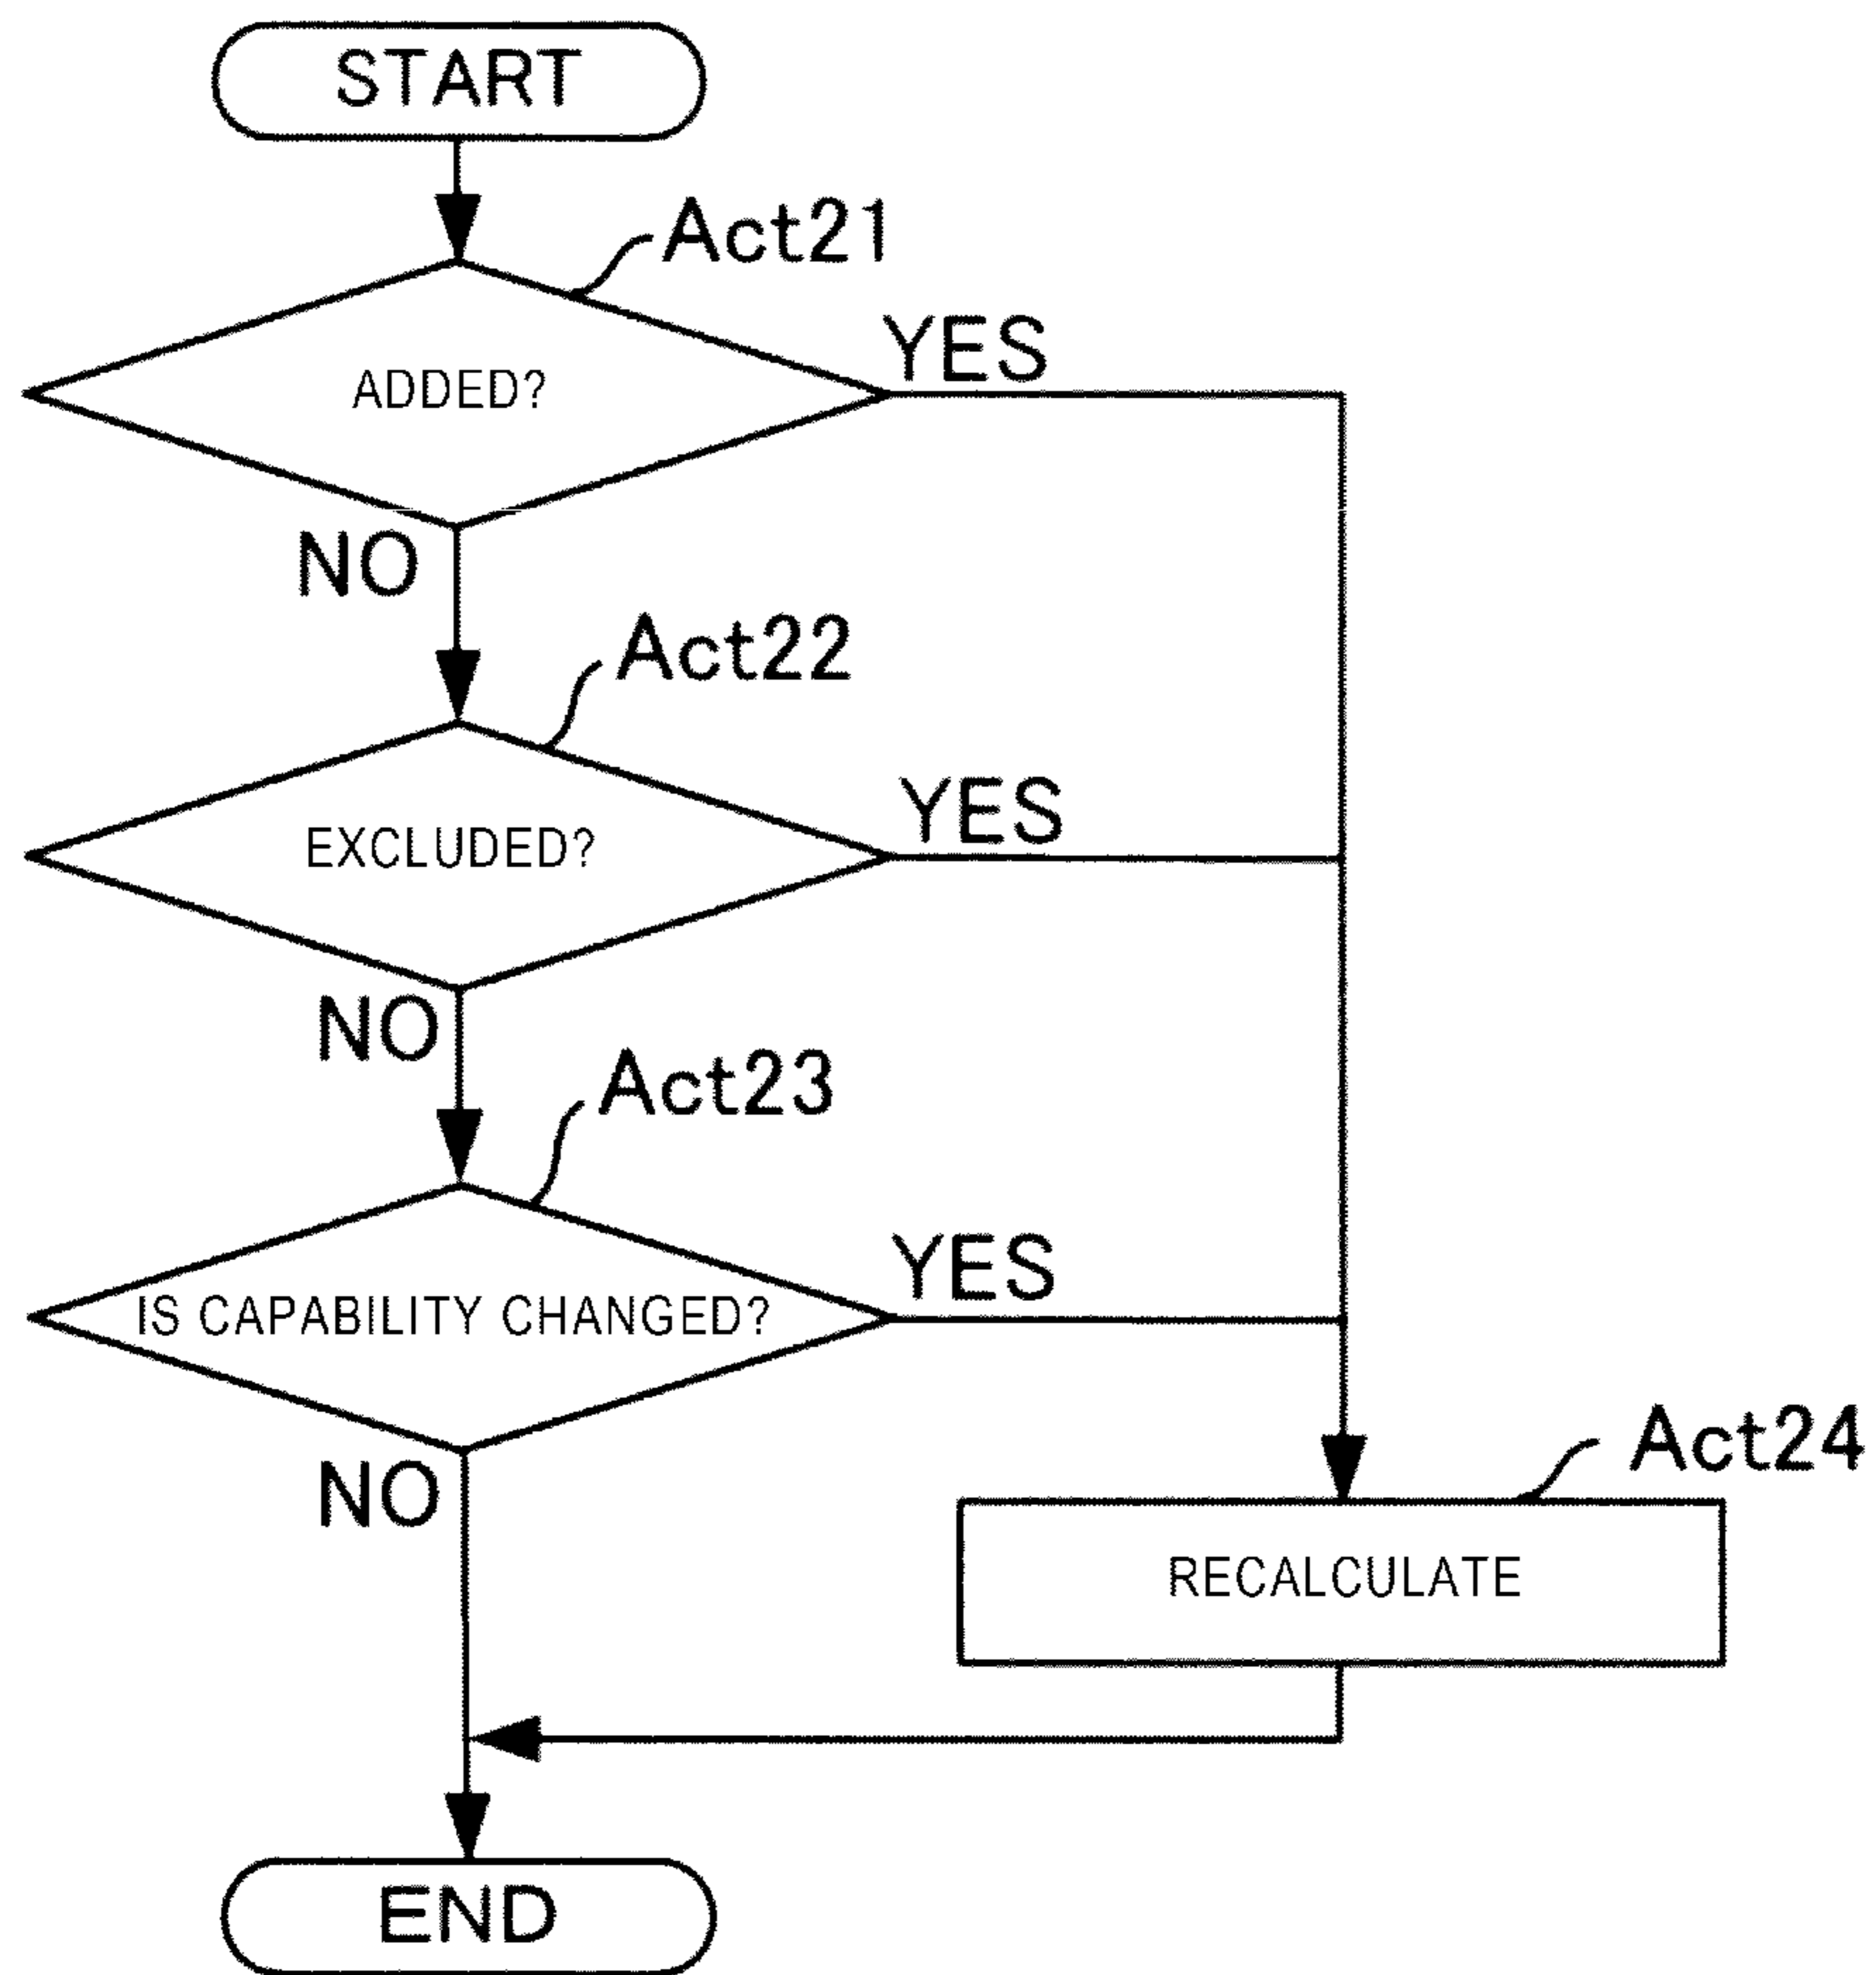 START
Act21
ADDED?
YES
NO
Act22
EXCLUDED?
YES
NO
Act23
IS CAPABILITY CHANGED?
YES
NO
Act24
RECALCULATE
END